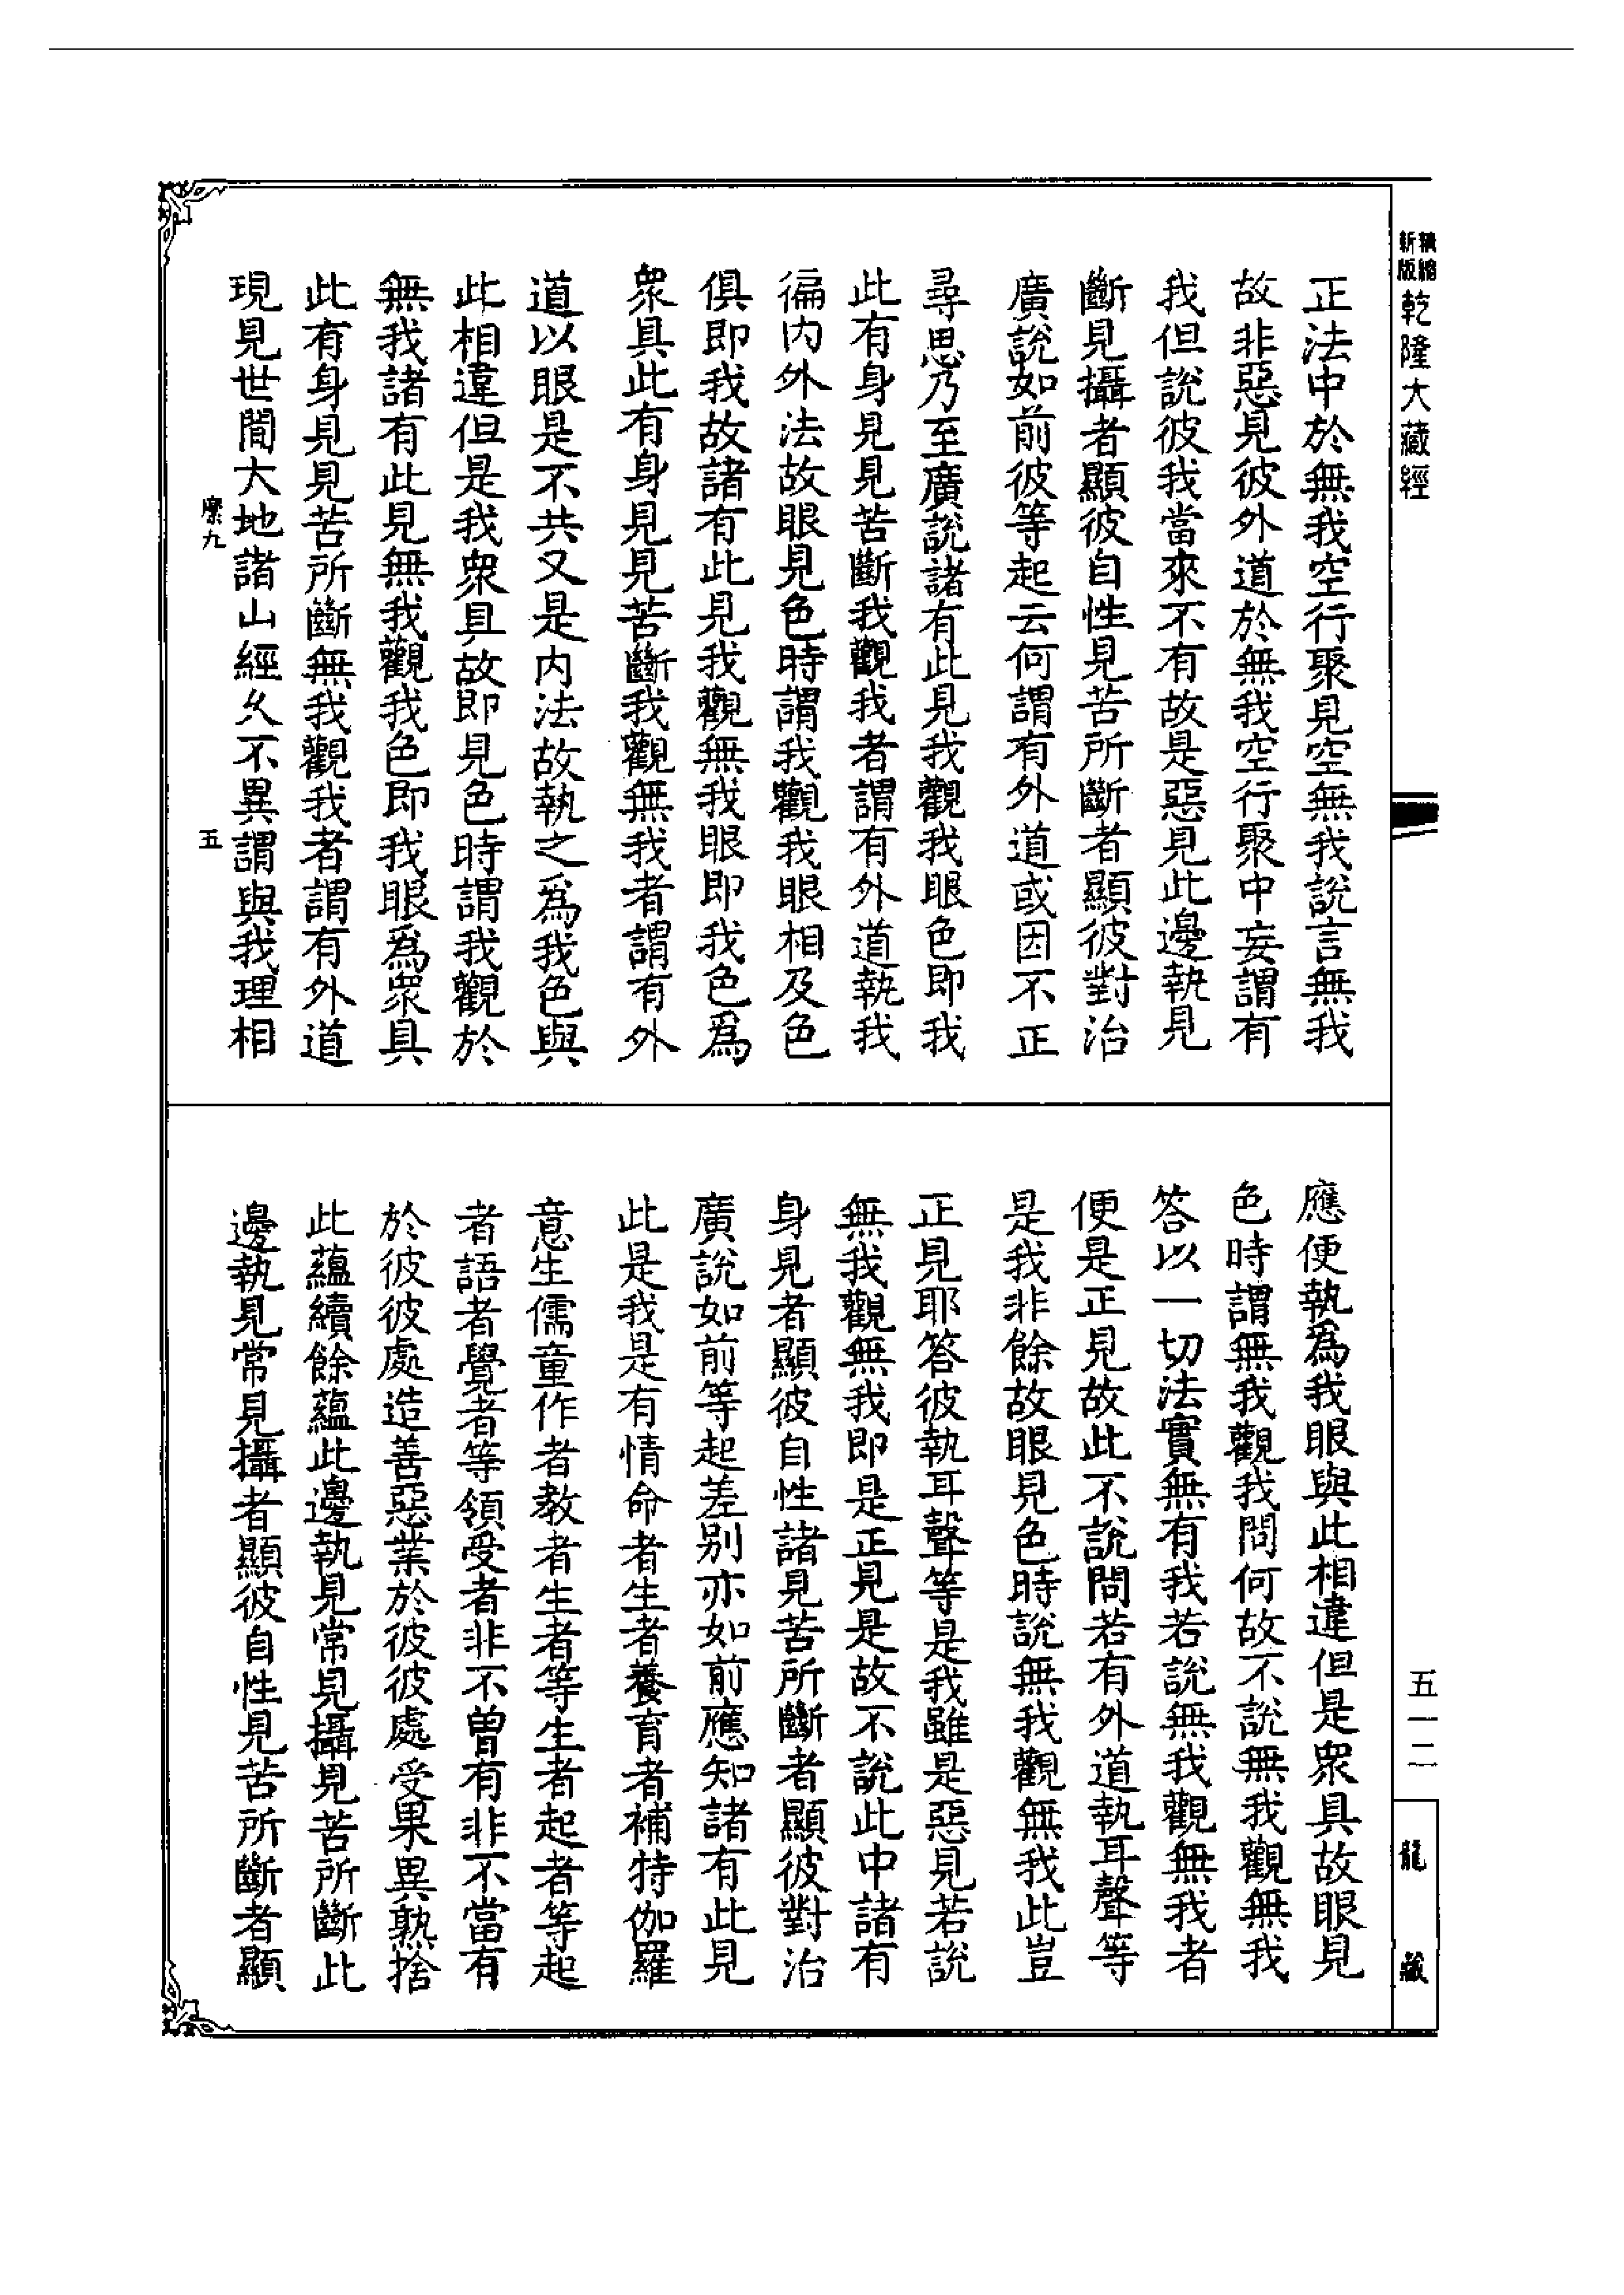 精縮
新版
乾隆大藏經
正法中於無我空行聚見空無我說言無我
故非惡見彼外道於無我空行聚中妄謂有
我但說彼我當來不有故是惡見此邊執見
斷見攝者顯彼自性見苦所斷者顯彼對治
廣說如前彼等起云何謂有外道或因不正
尋思乃至廣說諸有此見我觀我眼色即我
此有身見見苦斷我觀我者謂有外道執我
徧內外法故眼見色時謂我觀我眼相及色
俱即我故諸有此見我觀無我眼即我色為
眾具此有身見見苦斷我觀無我者謂有外
道以眼是不共又是內法故執之為我色與
此相違但是我眾具故即見色時謂我觀於
無我諸有此見無我觀我色即我眼為眾具
此有身見見苦所斷無我觀我者謂有外道
現見世間大地諸山經久不異謂與我理相
縻九
五
應便執為我眼與此相違但是眾具故眼見
色時謂無我觀我問何故不說無我觀無我
答以一切法實無有我若說無我觀無我者
便是正見故此不說問若有外道執耳聲等
是我非餘故眼見色時說無我觀無我此豈
正見耶答彼執耳聲等是我雖是惡見若說
無我觀無我即是正見是故不說此中諸有
身見者顯彼自性諸見苦所斷者顯彼對治
廣說如前等起差別亦如前應知諸有此見
此是我是有情命者生者養育者補特伽羅
意生儒童作者教者生者等生者起者等起
者語者覺者等領受者非不曾有非不當有
於彼彼處造善惡業於彼彼處受果異熟捨
此蘊續餘蘊此邊執見常見攝見苦所斷此
邊執見常見攝者顯彼自性見苦所斷者顯
五一二
龍藏